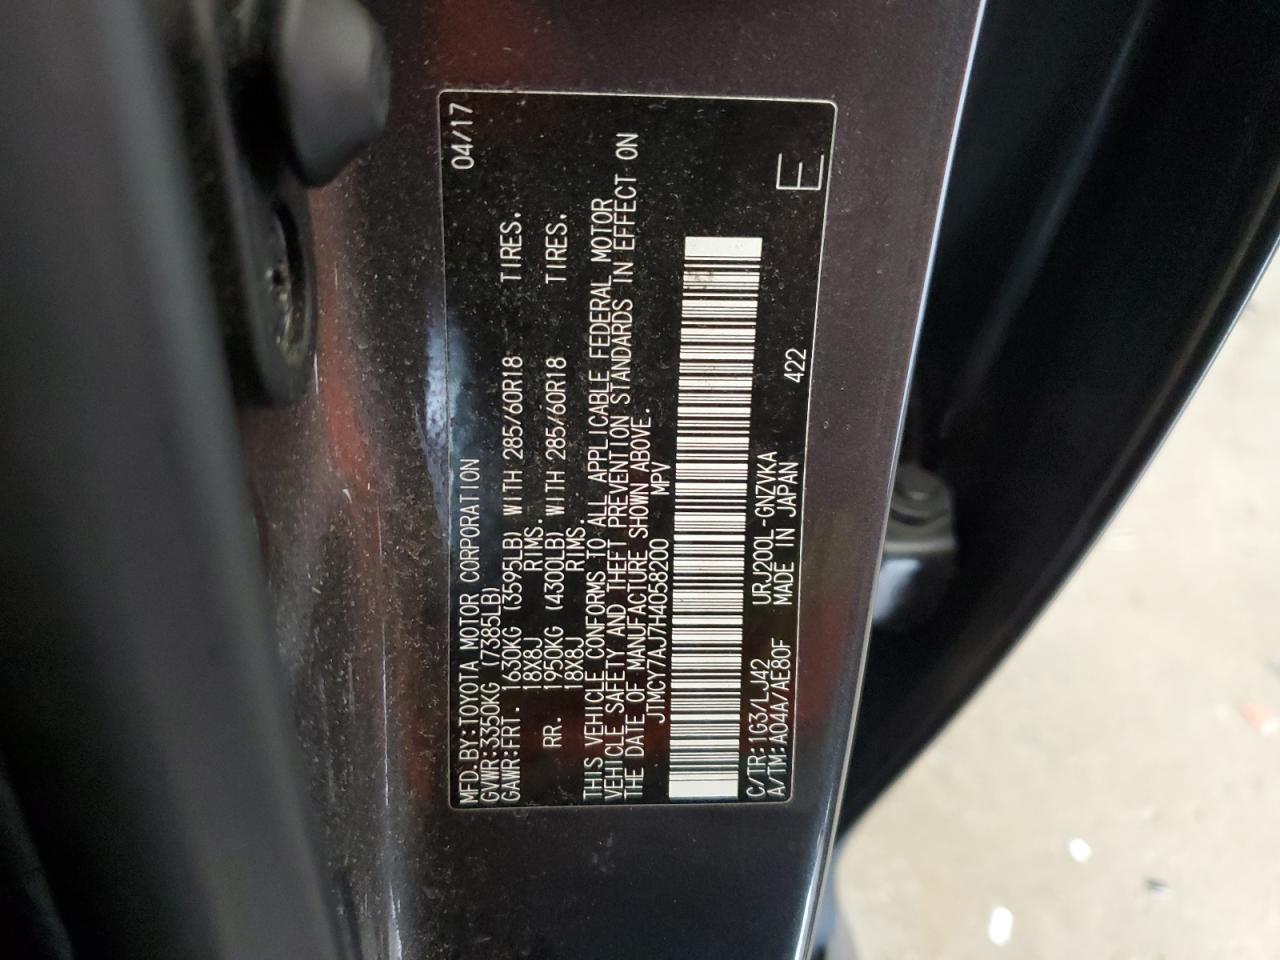 MFD.BY:TOYOTA MOTOR CORPORATION 04/17
GVWR:3350KG (7385LB)
GAWR:FRT. 1630KG (3595LB) WITH 285/60R18 TIRES.
18X8J RIMS.
RR. 1950KG (4300LB) WITH 285/60R18 TIRES.
18X8J RIMS.
THIS VEHICLE CONFORMS TO ALL APPLICABLE FEDERAL MOTOR
VEHICLE SAFETY AND THEFT PREVENTION STANDARDS IN EFFECT ON
THE DATE OF MANUFACTURE SHOWN ABOVE.
JTMCY7AJ7H4058200 MPV
C/TR:1G3/LJ42 URJ200L-GNZVKA
A/TM:A04A/AE80F MADE IN JAPAN 422 E